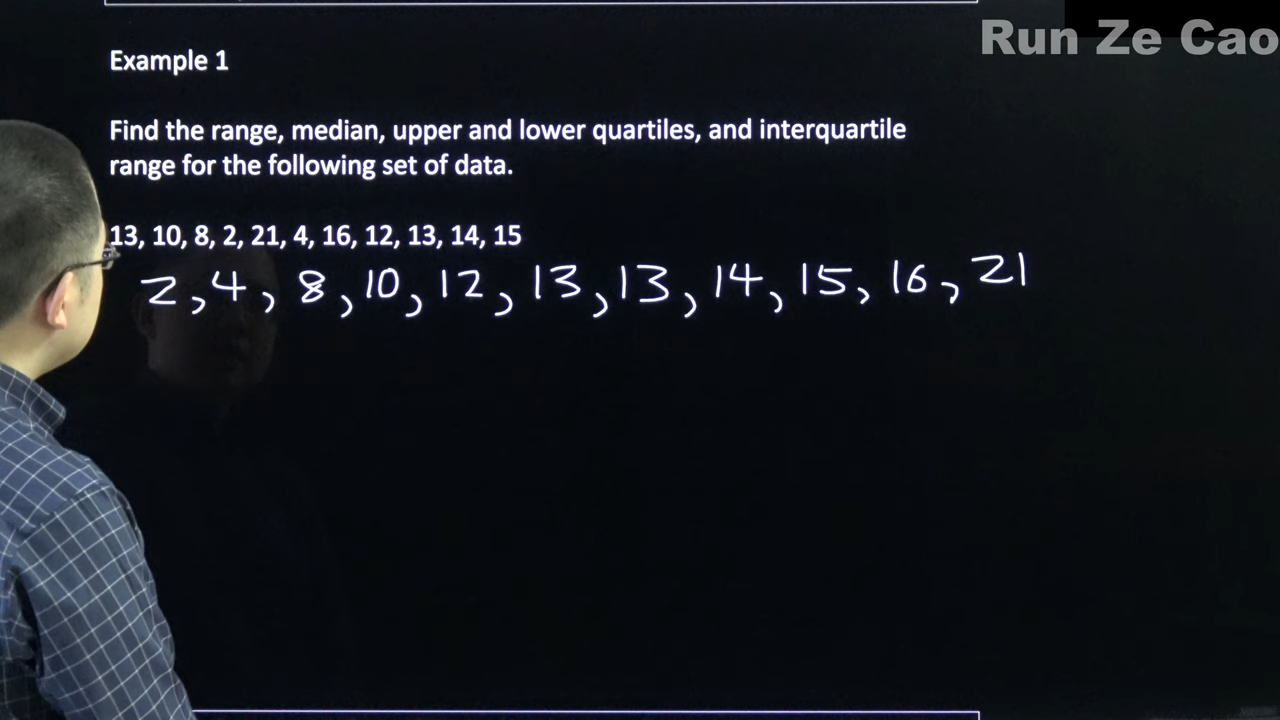 Run Ze Cao
Example 1
Find the range, median, upper and lower quartiles, and interquartile
range for the following set of data.
13, 10, 8, 2, 21, 4, 16, 12, 13, 14, 15
2, 4, 8, 10, 12, 13, 13, 14, 15, 16, 21